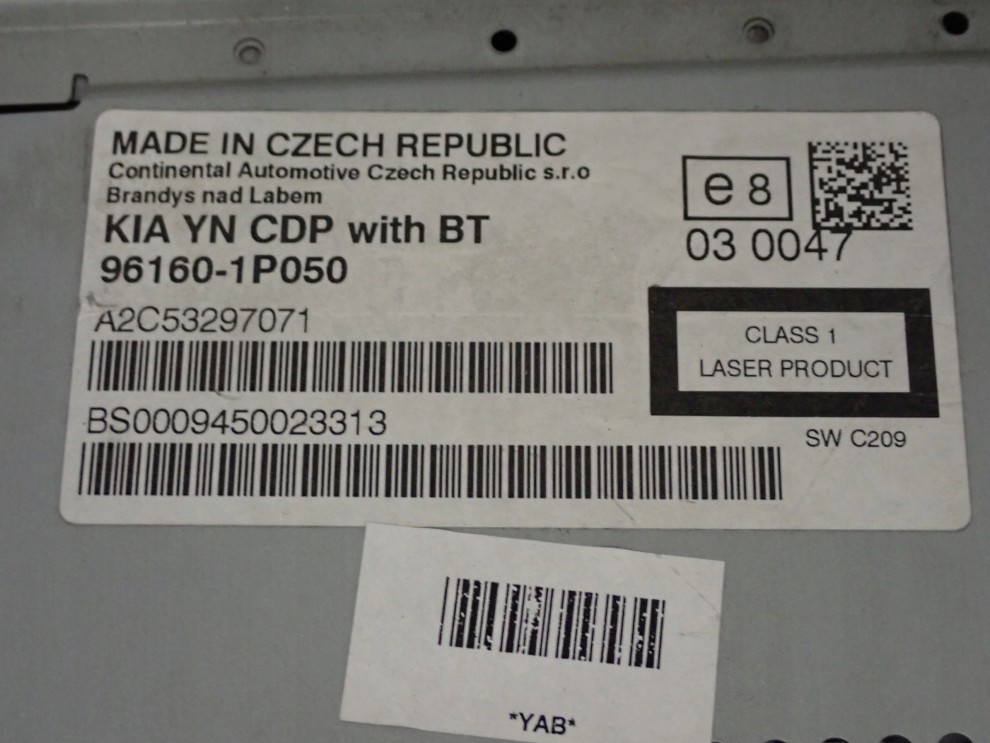 MADE IN CZECH REPUBLIC
Continental Automotive Czech Republic s.r.o
Brandys nad Labem
KIA YN CDP with BT
96160-1P050
A2C53297071
BS0009450023313
e 8
03 0047
CLASS 1
LASER PRODUCT
SW C209
*YAB*